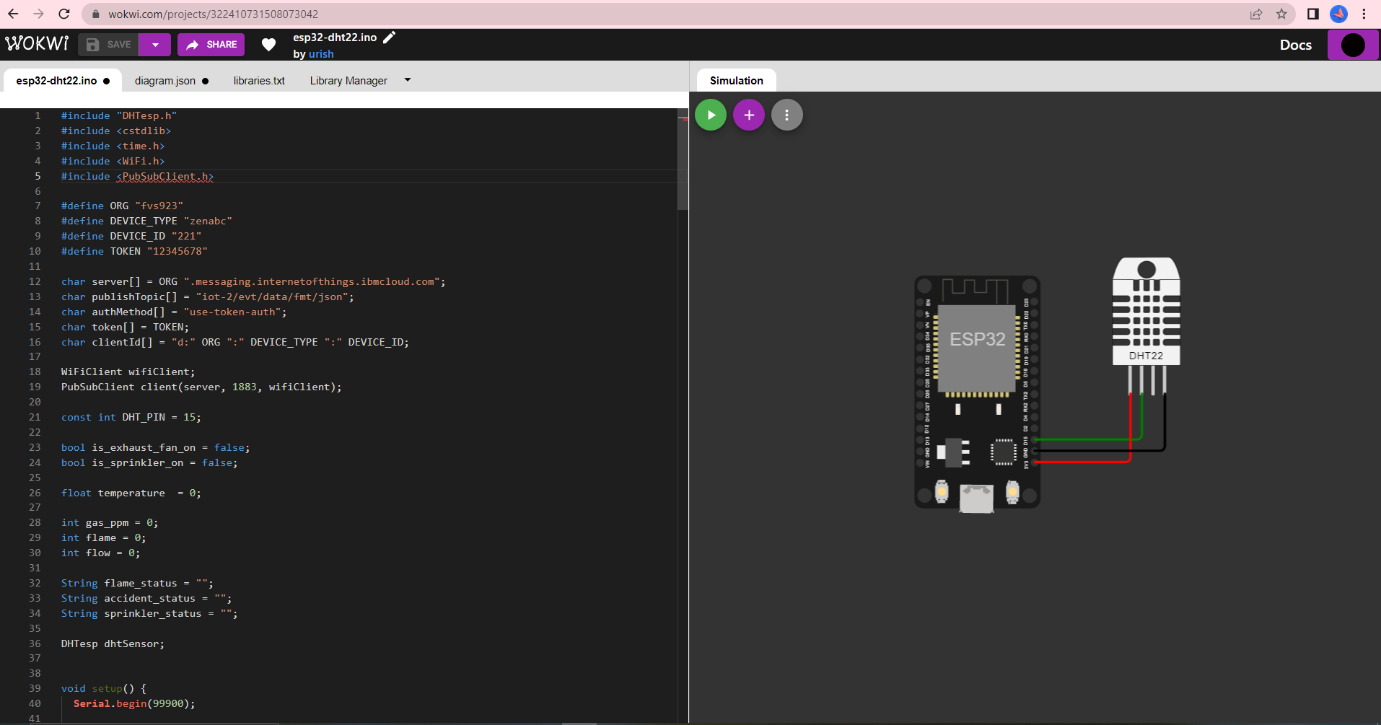 wokwi.com/projects/322410731508073042
WOKWI SAVE SHARE esp32-dht22.ino
by urish
Docs
esp32-dht22.ino diagram.json libraries.txt Library Manager
Simulation
1 #include "DHTesp.h"
2 #include <cstdlib>
3 #include <time.h>
4 #include <WiFi.h>
5 #include <PubSubClient.h>
6
7 #define ORG "fvs923"
8 #define DEVICE_TYPE "zenabc"
9 #define DEVICE_ID "221"
10 #define TOKEN "12345678"
11
12 char server[] = ORG ".messaging.internetofthings.ibmcloud.com";
13 char publishTopic[] = "iot-2/evt/data/fmt/json";
14 char authMethod[] = "use-token-auth";
15 char token[] = TOKEN;
16 char clientId[] = "d:" ORG ":" DEVICE_TYPE ":" DEVICE_ID;
17
18 WiFiClient wifiClient;
19 PubSubClient client(server, 1883, wifiClient);
20
21 const int DHT_PIN = 15;
22
23 bool is_exhaust_fan_on = false;
24 bool is_sprinkler_on = false;
25
26 float temperature  = 0;
27
28 int gas_ppm = 0;
29 int flame = 0;
30 int flow = 0;
31
32 String flame_status = "";
33 String accident_status = "";
34 String sprinkler_status = "";
35
36 DHTesp dhtSensor;
37
38
39 void setup() {
40 Serial.begin(99900);
41
ESP32
DHT22